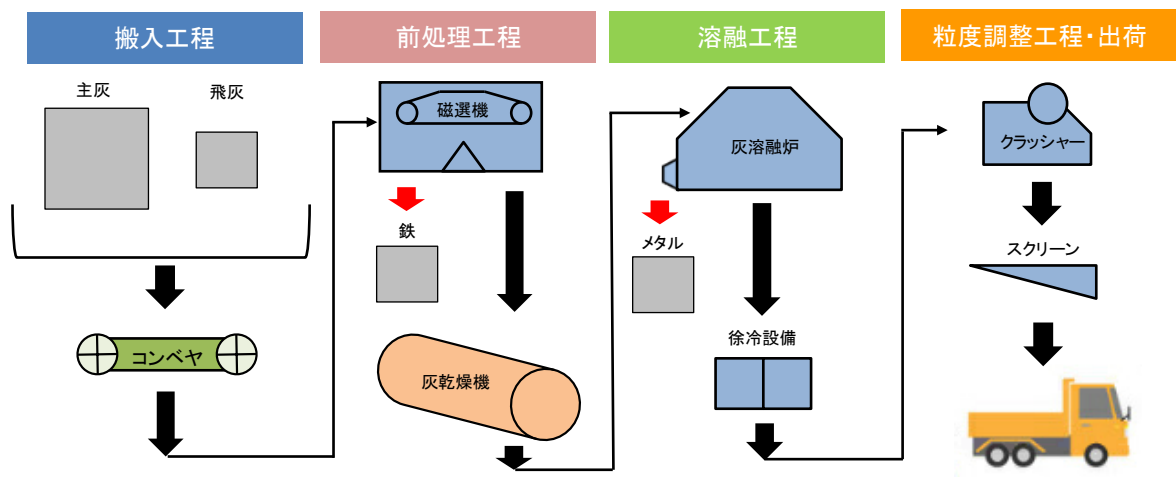 搬入工程
前処理工程
溶融工程
粒度調整工程・出荷
主灰
飛灰
コンベヤ
磁選機
鉄
灰乾燥機
灰溶融炉
メタル
徐冷設備
クラッシャー
スクリーン